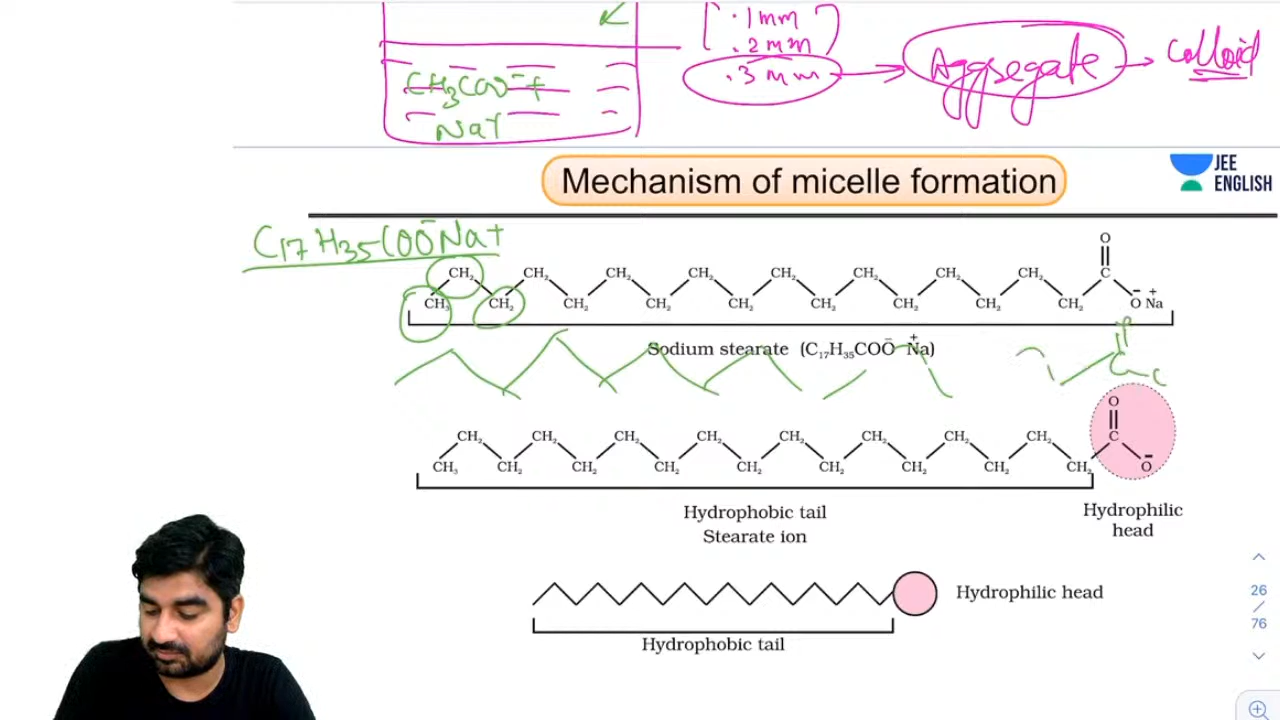 .1mm
.2mm
.3mm → Aggregate → colloid
CH₃COO⁻+
Na⁺
Mechanism of micelle formation
JEE
ENGLISH
C₁₇H₃₅COO⁻Na⁺
O
CH₂ CH₂ CH₂ CH₂ CH₂ CH₂ CH₂ CH₂ C
CH₃ CH₂ CH₂ CH₂ CH₂ CH₂ CH₂ CH₂ CH₂ O⁻ Na⁺
Sodium stearate (C₁₇H₃₅COO⁻Na⁺)
O
CH₂ CH₂ CH₂ CH₂ CH₂ CH₂ CH₂ CH₂ C
CH₃ CH₂ CH₂ CH₂ CH₂ CH₂ CH₂ CH₂ CH₂ O⁻
Hydrophobic tail
Stearate ion
Hydrophilic
head
Hydrophilic head
Hydrophobic tail
26
/
76